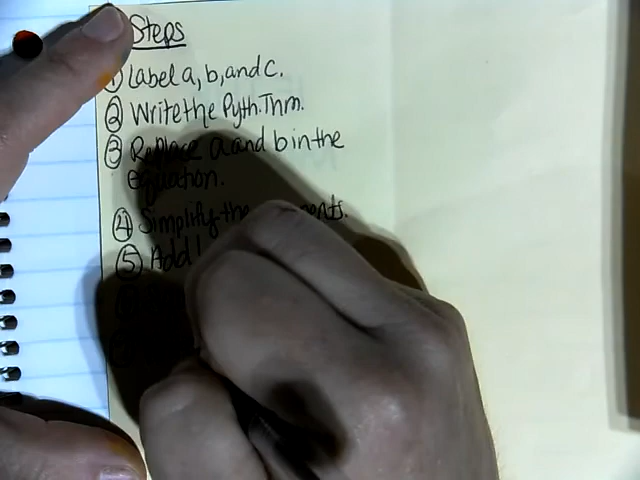 Steps
① Label a, b, and c.
② Write the Pyth. Thm.
③ Replace a and b in the
equation.
④ Simplify the
⑤ Add